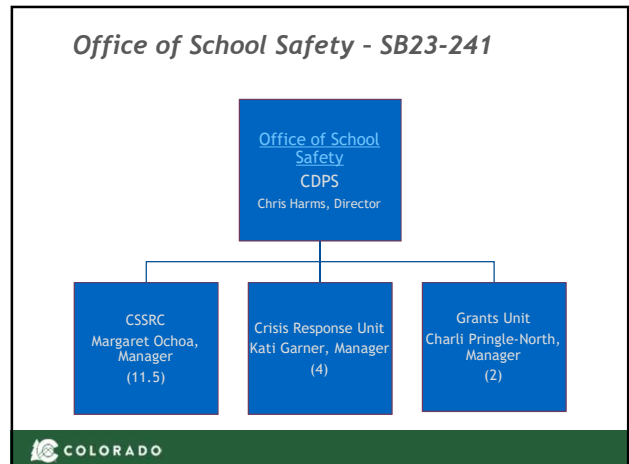 Office of School Safety – SB23-241
Office of School
Safety
CDPS
Chris Harms, Director
CSSRC
Margaret Ochoa,
Manager
(11.5)
Crisis Response Unit
Kati Garner, Manager
(4)
Grants Unit
Charli Pringle-North,
Manager
(2)
COLORADO